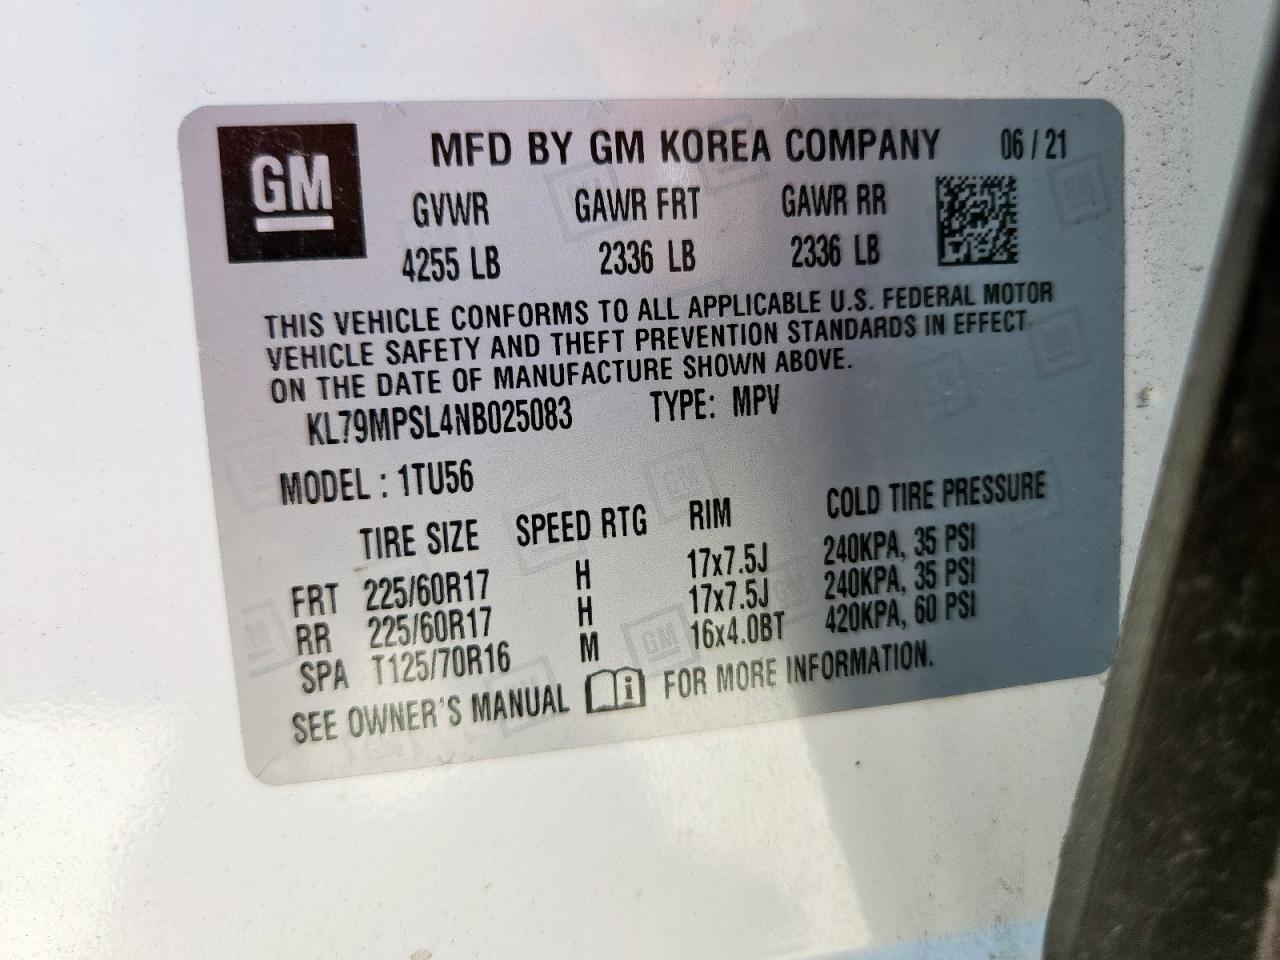 GM
MFD BY GM KOREA COMPANY 06 / 21
GVWR GAWR FRT GAWR RR
4255 LB 2336 LB 2336 LB
THIS VEHICLE CONFORMS TO ALL APPLICABLE U.S. FEDERAL MOTOR
VEHICLE SAFETY AND THEFT PREVENTION STANDARDS IN EFFECT
ON THE DATE OF MANUFACTURE SHOWN ABOVE.
KL79MPSL4NB025083 TYPE: MPV
MODEL : 1TU56
TIRE SIZE SPEED RTG RIM COLD TIRE PRESSURE
FRT 225/60R17 H 17x7.5J 240KPA, 35 PSI
RR 225/60R17 H 17x7.5J 240KPA, 35 PSI
SPA T125/70R16 M 16x4.0BT 420KPA, 60 PSI
SEE OWNER'S MANUAL i FOR MORE INFORMATION.